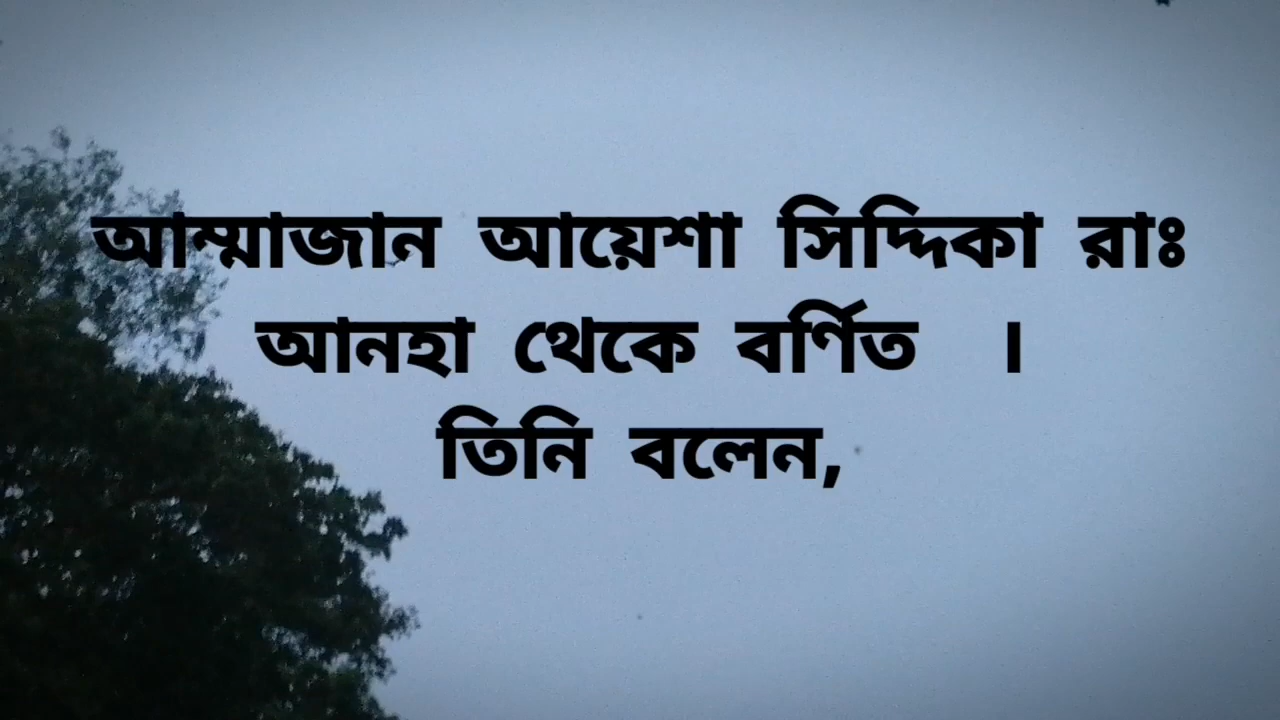 আম্মাজান আয়েশা সিদ্দিকা রাঃ
আনহা থেকে বর্ণিত ।
তিনি বলেন,